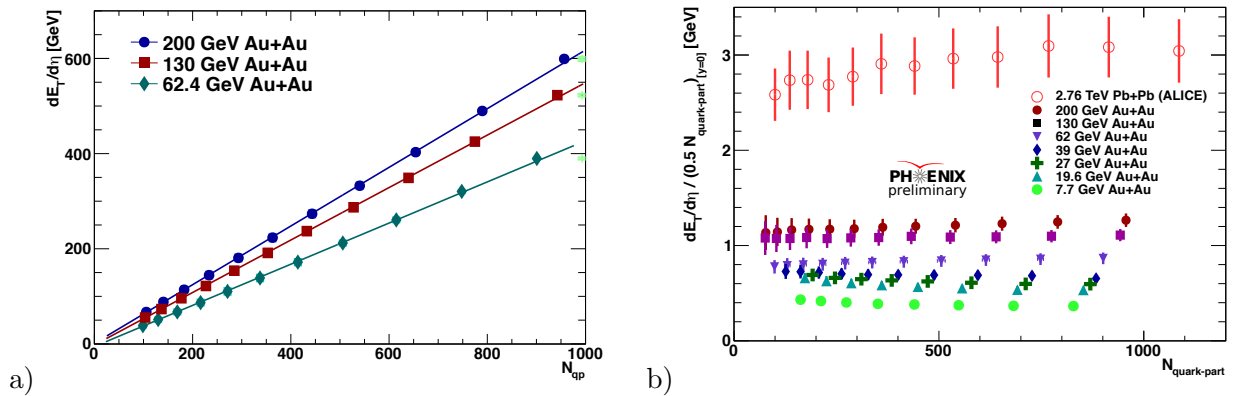 dE_T/dη [GeV]
600
400
200
0
200 GeV Au+Au
130 GeV Au+Au
62.4 GeV Au+Au
0 200 400 600 800 1000
N_qp
a)
dE_T/dη / (0.5 N_quark-part)_[y=0] [GeV]
3
2
1
0
2.76 TeV Pb+Pb (ALICE)
200 GeV Au+Au
130 GeV Au+Au
62 GeV Au+Au
39 GeV Au+Au
27 GeV Au+Au
19.6 GeV Au+Au
7.7 GeV Au+Au
PHENIX
preliminary
0 500 1000
N_quark-part
b)